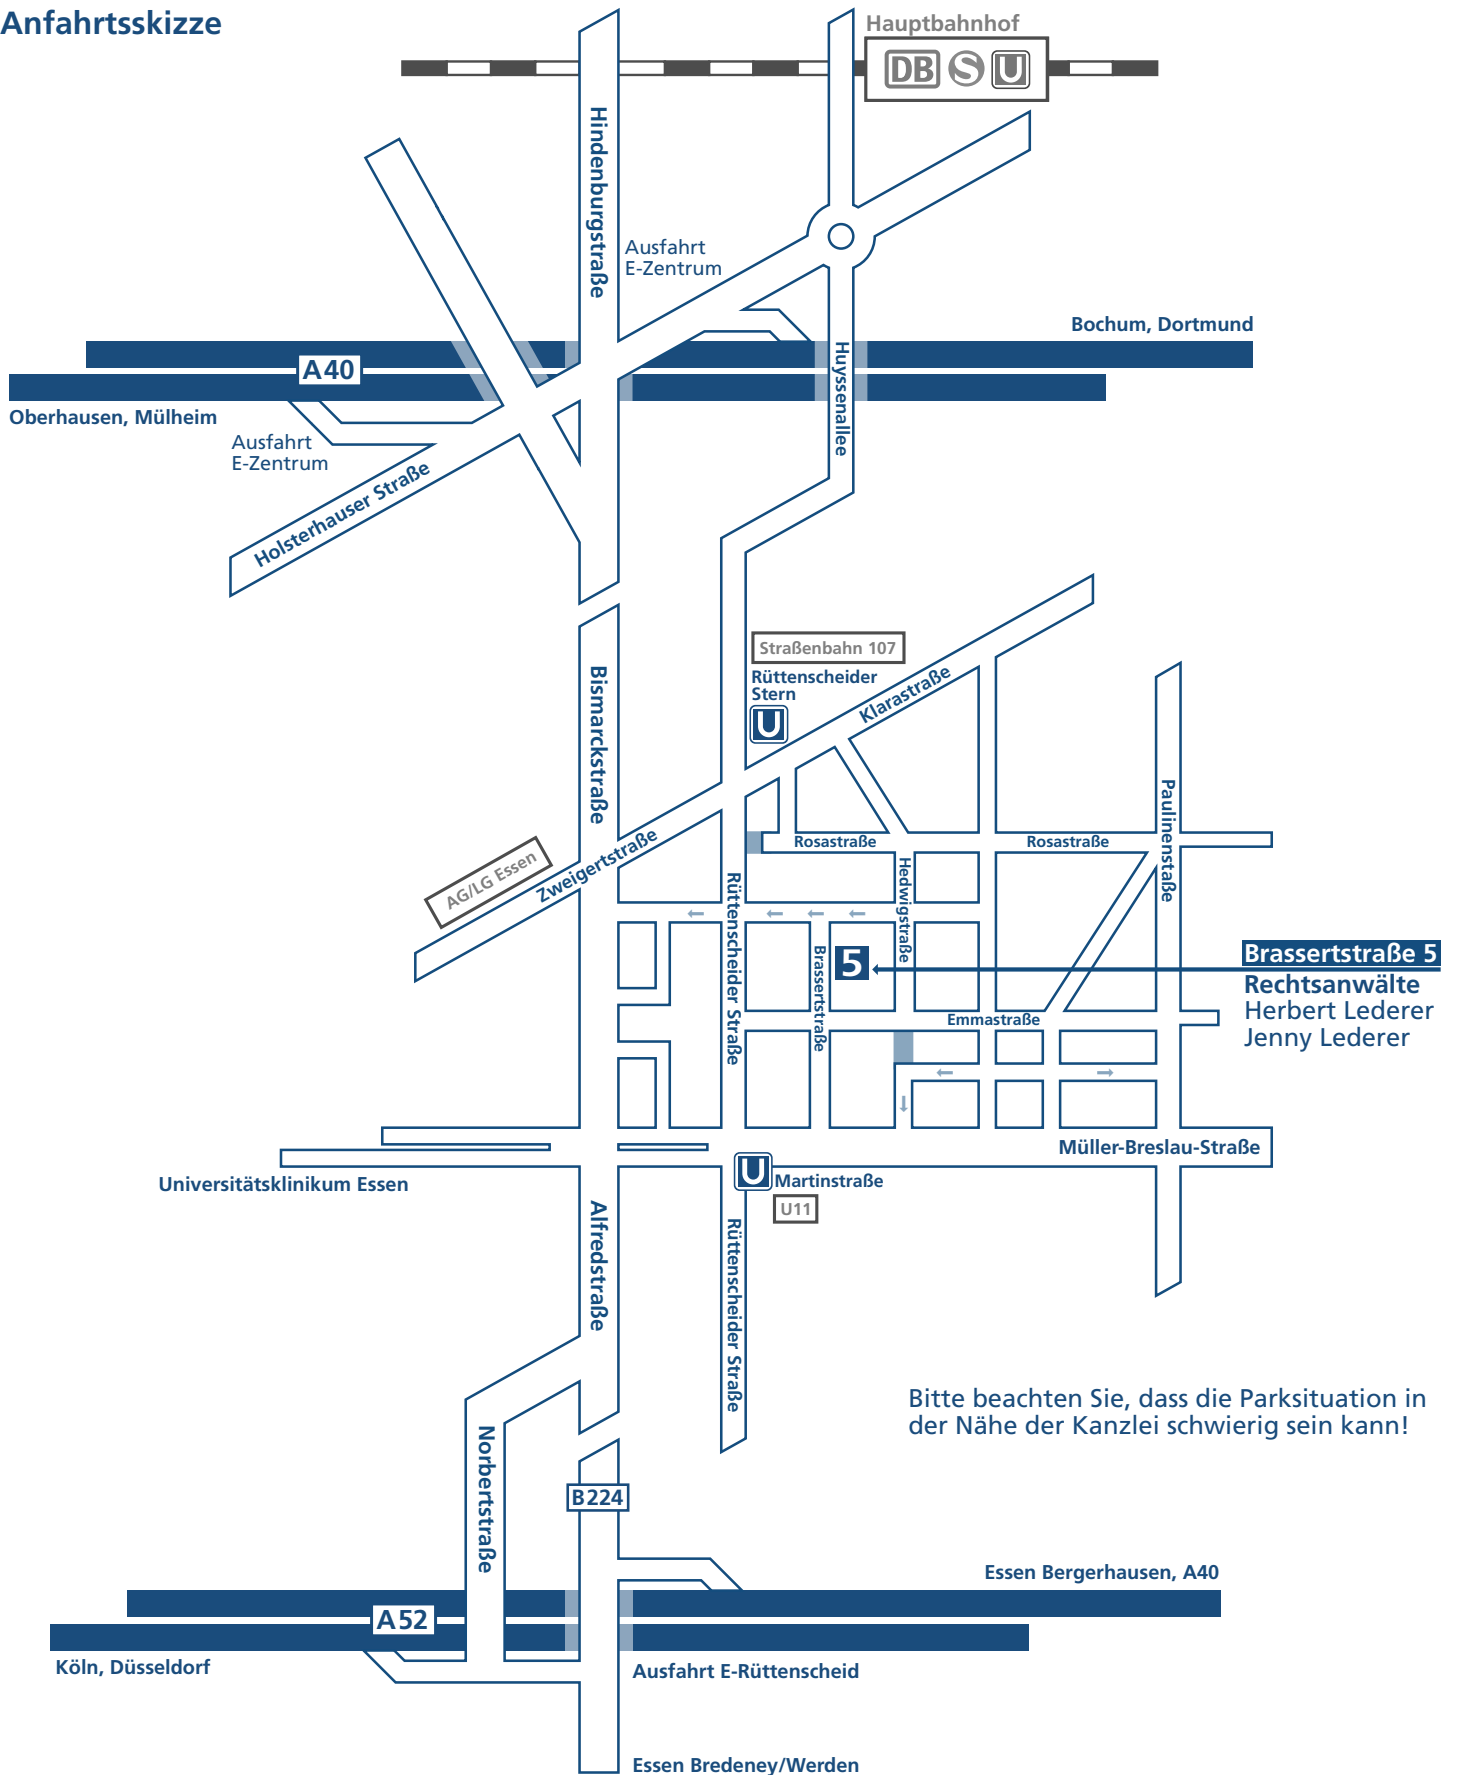 Anfahrtsskizze
Hauptbahnhof
DB S U
Hindenburgstraße
Ausfahrt
E-Zentrum
Bochum, Dortmund
A40
Huyssenallee
Oberhausen, Mülheim
Ausfahrt
E-Zentrum
Holsterhauser Straße
Straßenbahn 107
Rüttenscheider
Stern
U
Klarastraße
Bismarckstraße
Paulinenstaße
Rosastraße
Rosastraße
Zweigertstraße
AG/LG Essen
Hedwigstraße
Rüttenscheider Straße
Brassertstraße
5
Brassertstraße 5
Rechtsanwälte
Herbert Lederer
Jenny Lederer
Emmastraße
Müller-Breslau-Straße
Universitätsklinikum Essen
U
Martinstraße
U11
Alfredstraße
Rüttenscheider Straße
Bitte beachten Sie, dass die Parksituation in
der Nähe der Kanzlei schwierig sein kann!
Norbertstraße
B224
Essen Bergerhausen, A40
A52
Köln, Düsseldorf
Ausfahrt E-Rüttenscheid
Essen Bredeney/Werden